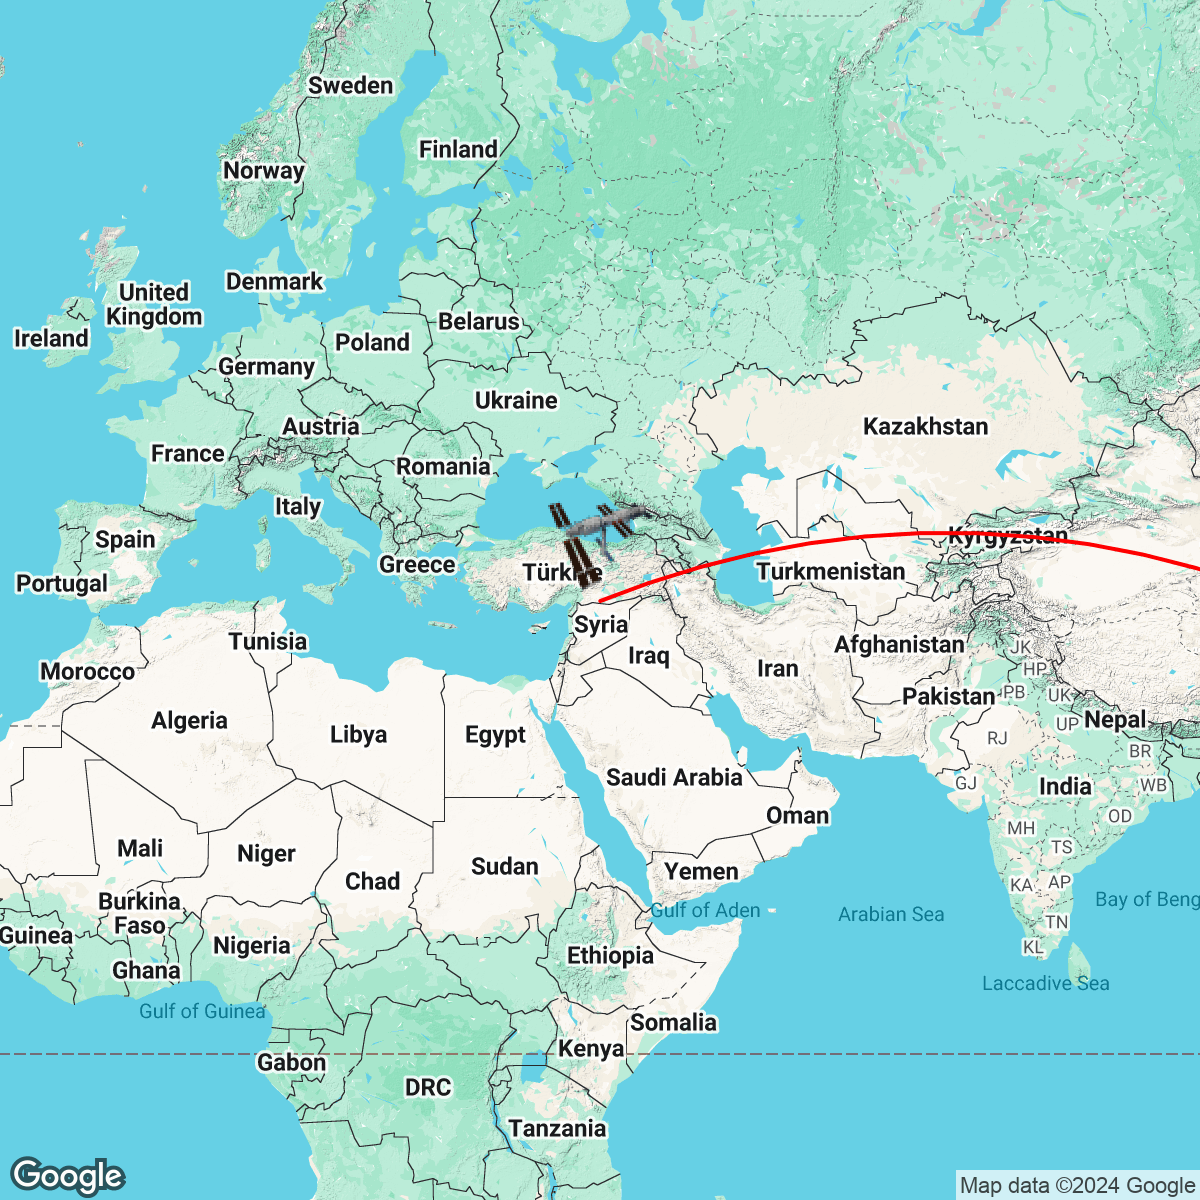 Sweden
Finland
Norway
Denmark
United
Kingdom
Belarus
Ireland
Poland
Germany
Ukraine
Austria
Kazakhstan
France
Romania
Italy
Spain
Kyrgyzstan
Greece
Türkiye
Turkmenistan
Portugal
Syria
Tunisia
Afghanistan
JK
Iraq
Iran
HP
Morocco
Pakistan
PB
UK
Algeria
Nepal
UP
Libya
Egypt
RJ
BR
Saudi Arabia
GJ
India
WB
Oman
OD
MH
Mali
Niger
TS
Sudan
Yemen
Chad
KA
AP
Burkina
Faso
Bay of Beng
Gulf of Aden
Arabian Sea
TN
Guinea
Nigeria
KL
Ethiopia
Ghana
Laccadive Sea
Gulf of Guinea
Somalia
Kenya
Gabon
DRC
Tanzania
Google
Map data ©2024 Google